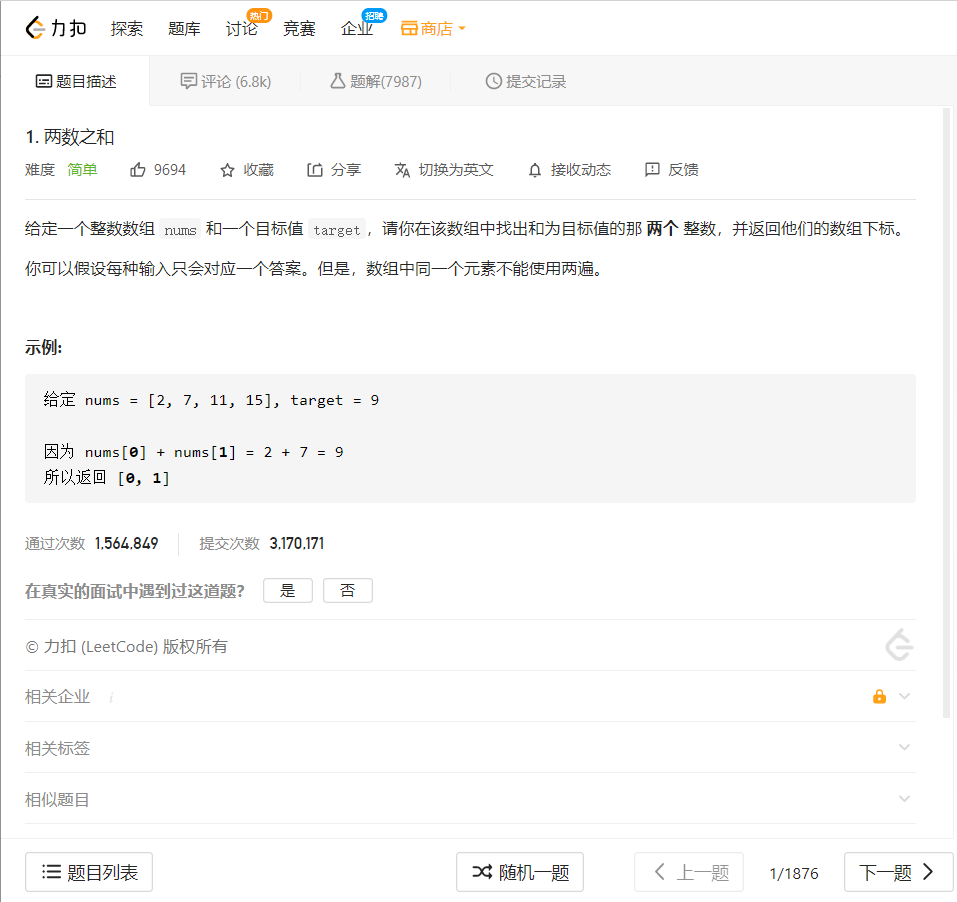 力扣 探索 题库 讨论 热门 竞赛 企业 招聘 商店
题目描述 评论 (6.8k) 题解(7987) 提交记录
1. 两数之和
难度 简单 9694 收藏 分享 切换为英文 接收动态 反馈
给定一个整数数组 nums 和一个目标值 target，请你在该数组中找出和为目标值的那 两个 整数，并返回他们的数组下标。
你可以假设每种输入只会对应一个答案。但是，数组中同一个元素不能使用两遍。
示例:
给定 nums = [2, 7, 11, 15], target = 9
因为 nums[0] + nums[1] = 2 + 7 = 9
所以返回 [0, 1]
通过次数 1,564,849 提交次数 3,170,171
在真实的面试中遇到过这道题? 是 否
© 力扣 (LeetCode) 版权所有
相关企业 i
相关标签
相似题目
题目列表 随机一题 上一题 1/1876 下一题